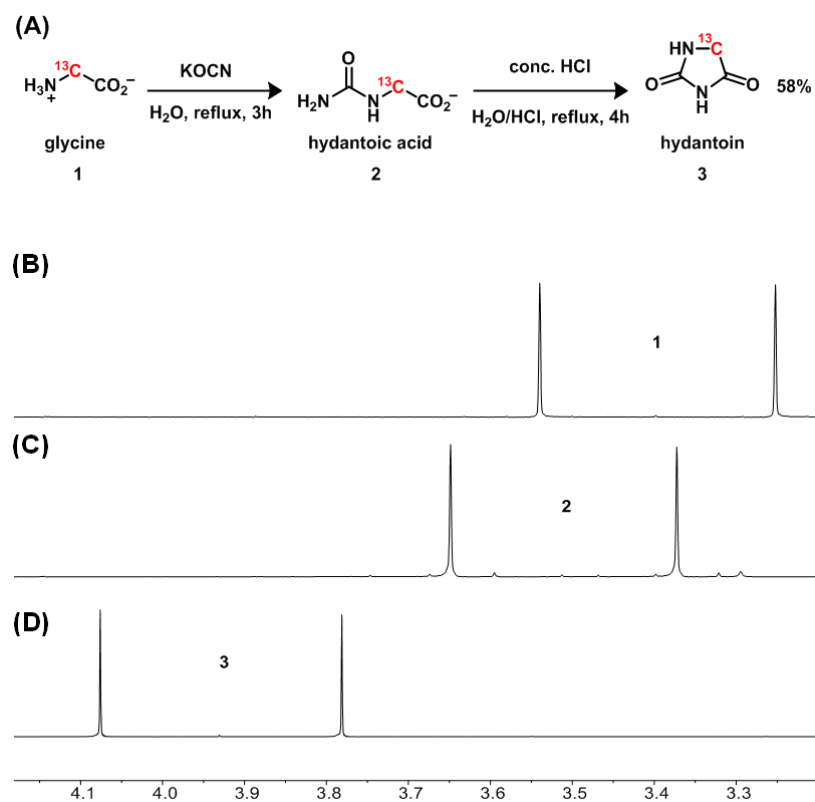 (A)
H₃N⁺ ¹³C CO₂⁻
KOCN
H₂O, reflux, 3h
O
H₂N N H ¹³C CO₂⁻
conc. HCl
H₂O/HCl, reflux, 4h
HN ¹³C
O O
N
H
58%
glycine
hydantoic acid
hydantoin
1
2
3
(B)
1
(C)
2
(D)
3
4.1 4.0 3.9 3.8 3.7 3.6 3.5 3.4 3.3